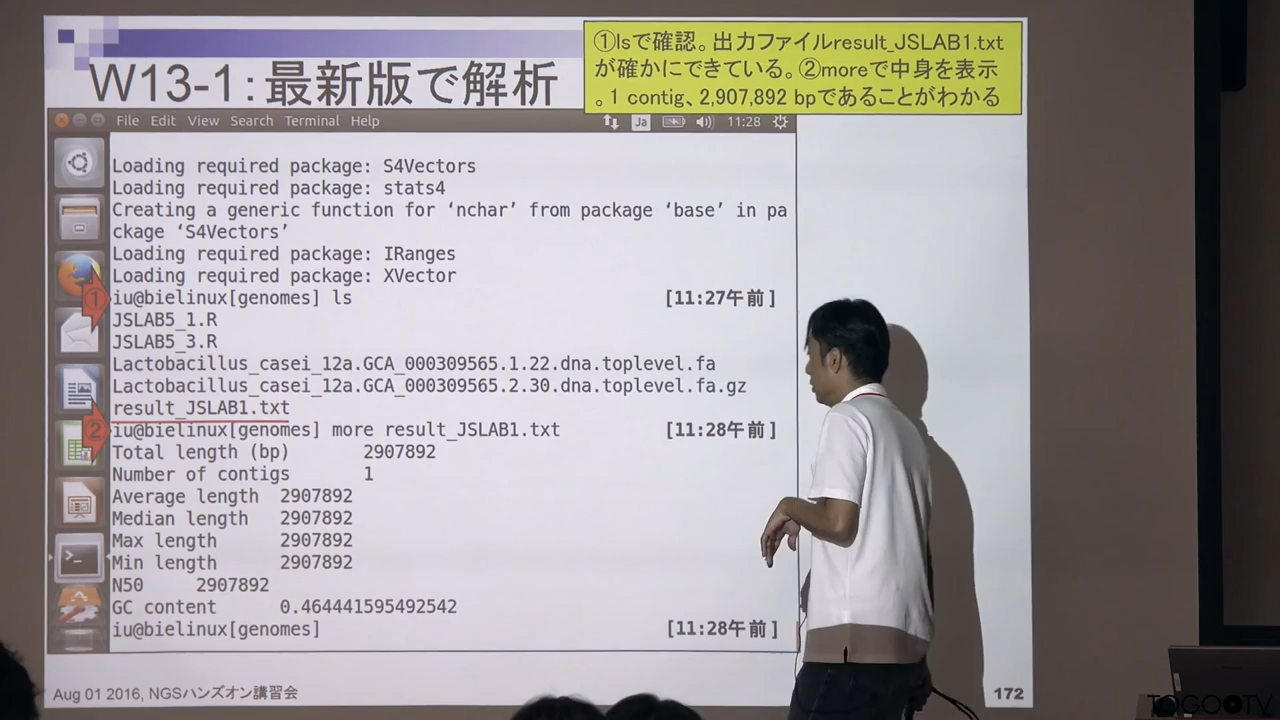 W13-1：最新版で解析
①lsで確認。出力ファイルresult_JSLAB1.txt
が確かにできている。②moreで中身を表示
。1 contig、2,907,892 bpであることがわかる
File Edit View Search Terminal Help
Ja
11:28
Loading required package: S4Vectors
Loading required package: stats4
Creating a generic function for ‘nchar’ from package ‘base’ in pa
ckage ‘S4Vectors’
Loading required package: IRanges
Loading required package: XVector
①
iu@bielinux[genomes] ls [11:27午前]
JSLAB5_1.R
JSLAB5_3.R
Lactobacillus_casei_12a.GCA_000309565.1.22.dna.toplevel.fa
Lactobacillus_casei_12a.GCA_000309565.2.30.dna.toplevel.fa.gz
result_JSLAB1.txt
②
iu@bielinux[genomes] more result_JSLAB1.txt [11:28午前]
Total length (bp) 2907892
Number of contigs 1
Average length 2907892
Median length 2907892
Max length 2907892
Min length 2907892
N50 2907892
GC content 0.464441595492542
iu@bielinux[genomes] [11:28午前]
Aug 01 2016, NGSハンズオン講習会
172
TOGOTV